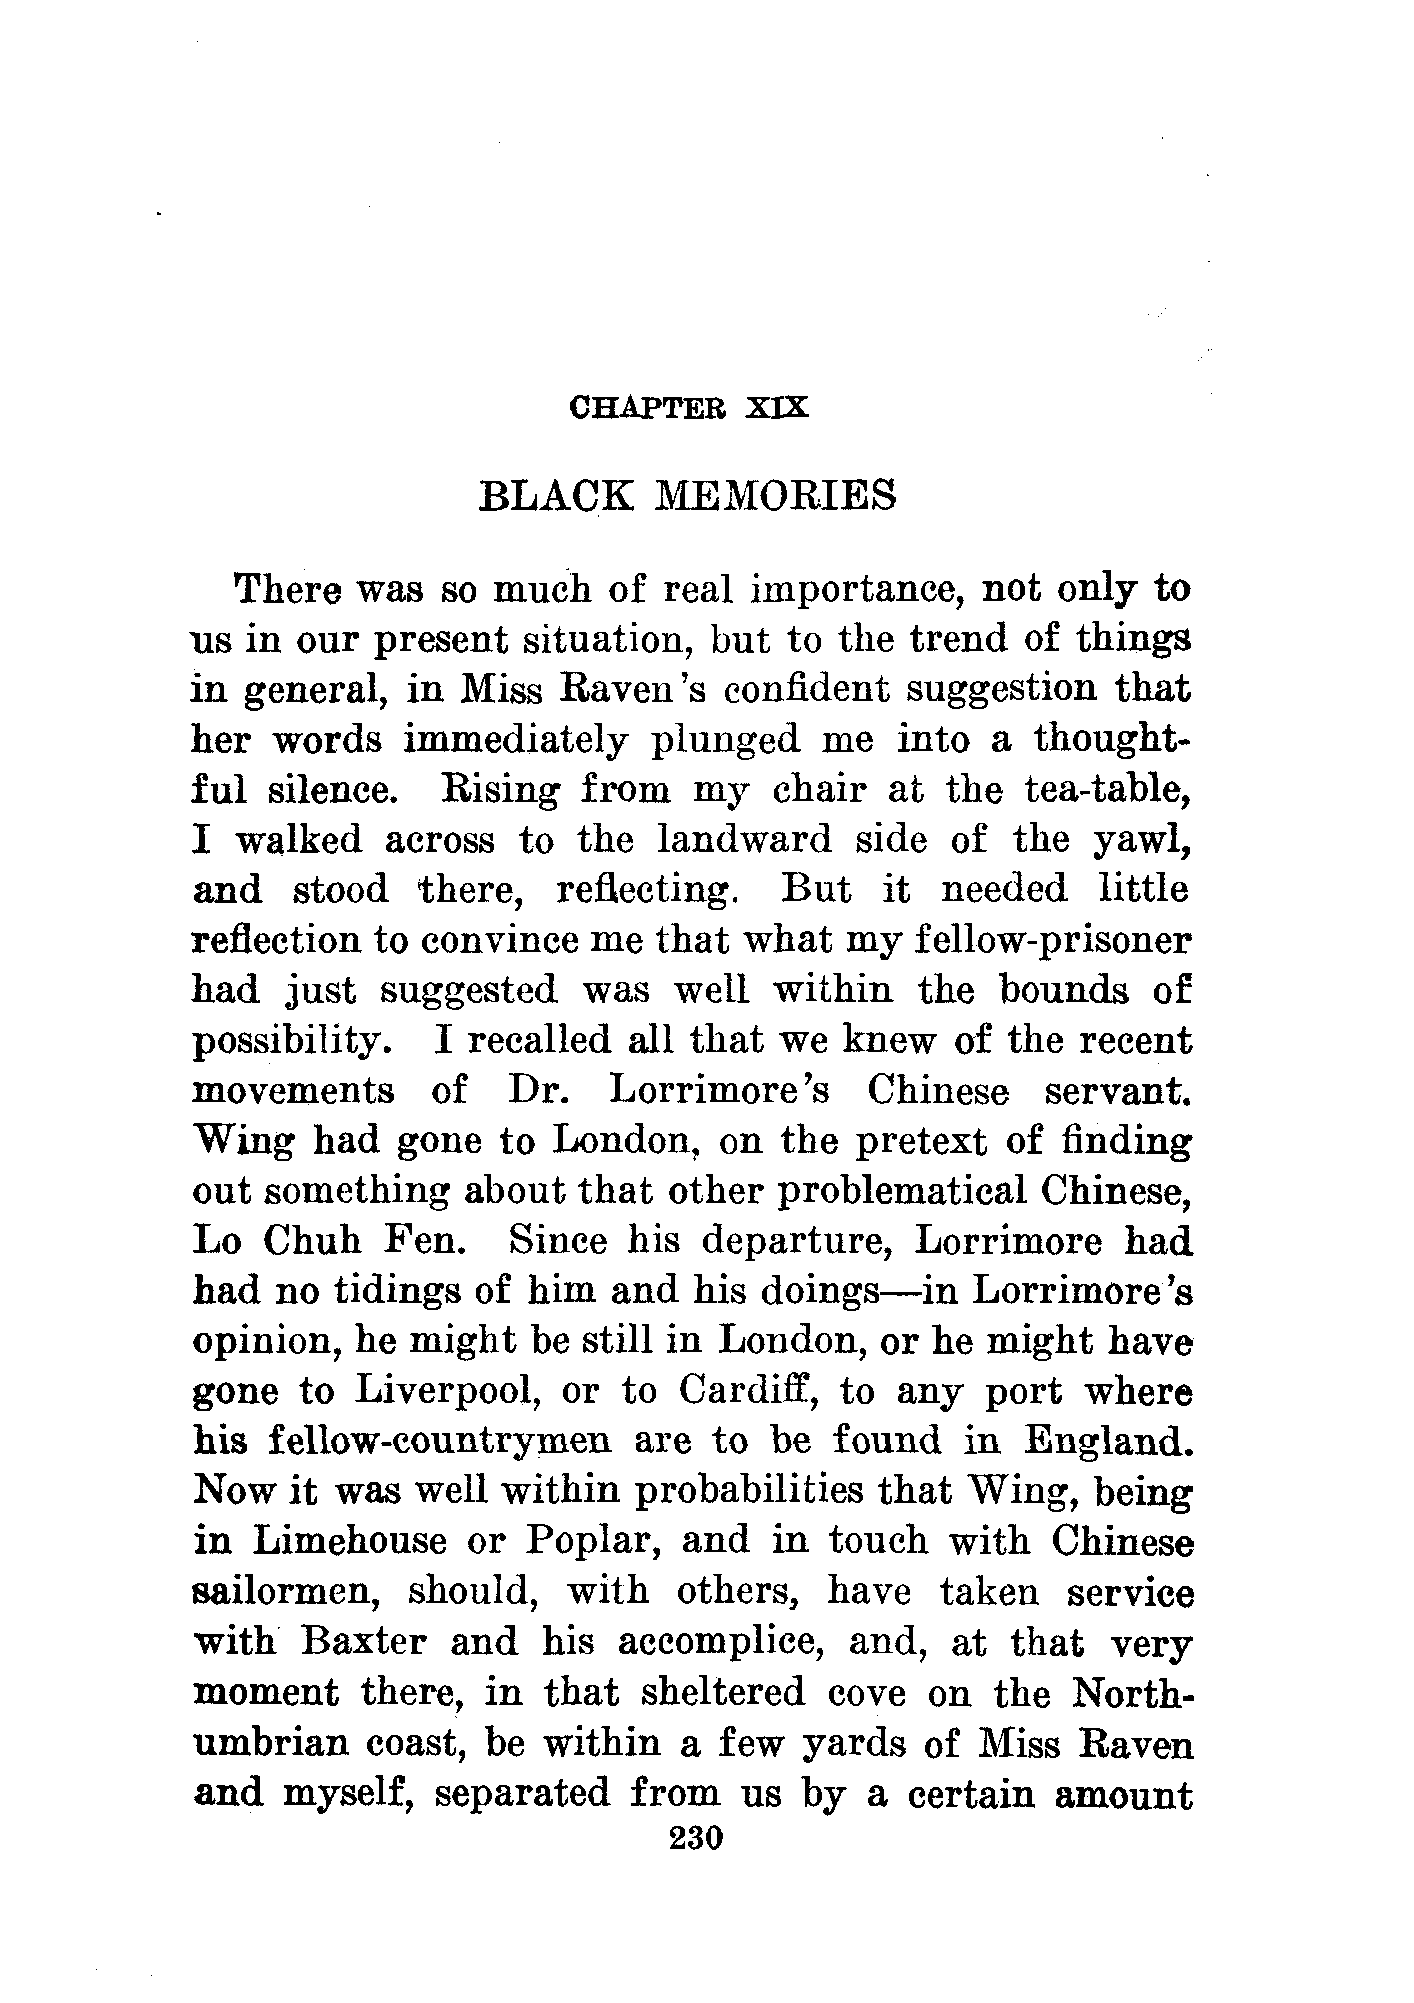 CHAPTER XIX
BLACK MEMORIES
There was so much of real importance, not only to
us in our present situation, but to the trend of things
in general, in Miss Raven's confident suggestion that
her words immediately plunged me into a thought-
ful silence. Rising from my chair at the tea-table,
I walked across to the landward side of the yawl,
and stood there, reflecting. But it needed little
reflection to convince me that what my fellow-prisoner
had just suggested was well within the bounds of
possibility. I recalled all that we knew of the recent
movements of Dr. Lorrimore's Chinese servant.
Wing had gone to London, on the pretext of finding
out something about that other problematical Chinese,
Lo Chuh Fen. Since his departure, Lorrimore had
had no tidings of him and his doings—in Lorrimore's
opinion, he might be still in London, or he might have
gone to Liverpool, or to Cardiff, to any port where
his fellow-countrymen are to be found in England.
Now it was well within probabilities that Wing, being
in Limehouse or Poplar, and in touch with Chinese
sailormen, should, with others, have taken service
with Baxter and his accomplice, and, at that very
moment there, in that sheltered cove on the North-
umbrian coast, be within a few yards of Miss Raven
and myself, separated from us by a certain amount
230